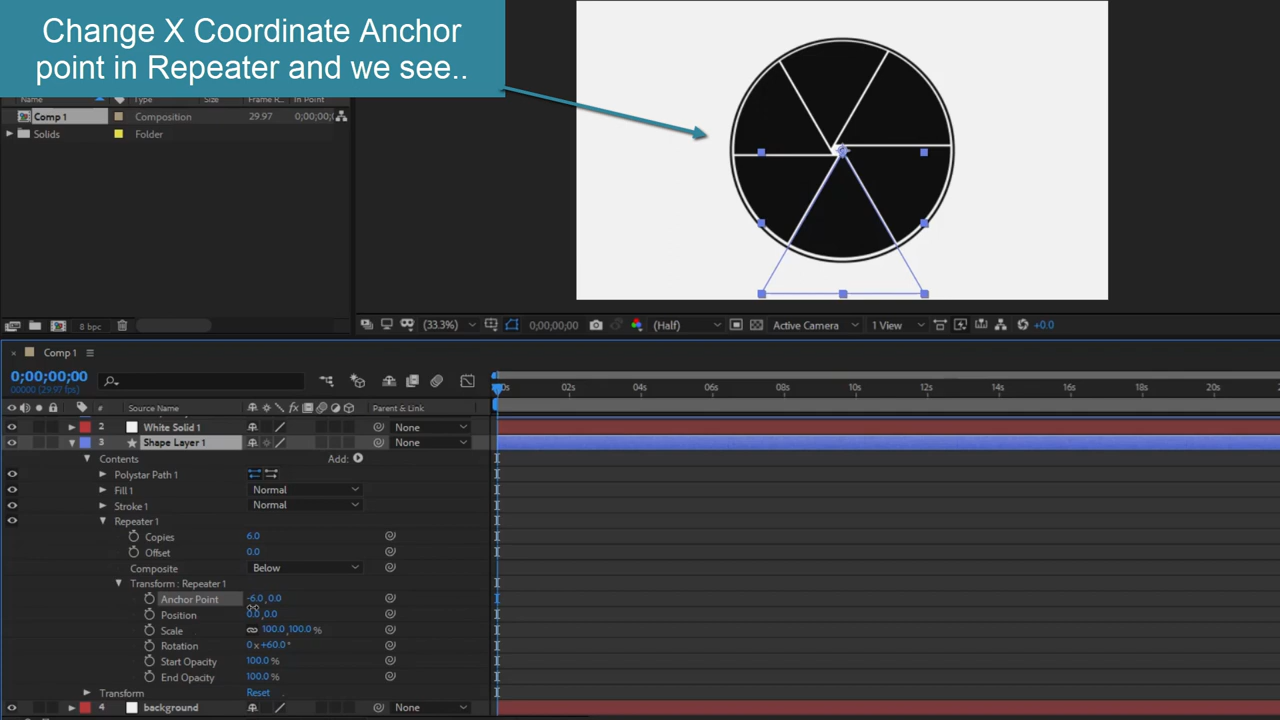 Change X Coordinate Anchor
point in Repeater and we see..
Name Type Size Frame R... In Point
Comp 1 Composition 29.97 0;00;00;0
Solids Folder
8 bpc
(33.3%) 0;00;00;00 (Half) Active Camera 1 View +0.0
× Comp 1
0;00;00;00
00000 (29.97 fps)
# Source Name fx Parent & Link
0s 02s 04s 06s 08s 10s 12s 14s 16s 18s 20s
2 White Solid 1 None
3 Shape Layer 1 None
Contents Add:
Polystar Path 1
Fill 1 Normal
Stroke 1 Normal
Repeater 1
Copies 6.0
Offset 0.0
Composite Below
Transform : Repeater 1
Anchor Point -6.0,0.0
Position 0.0,0.0
Scale 100.0,100.0 %
Rotation 0 x +60.0 °
Start Opacity 100.0 %
End Opacity 100.0 %
Transform Reset
4 background None